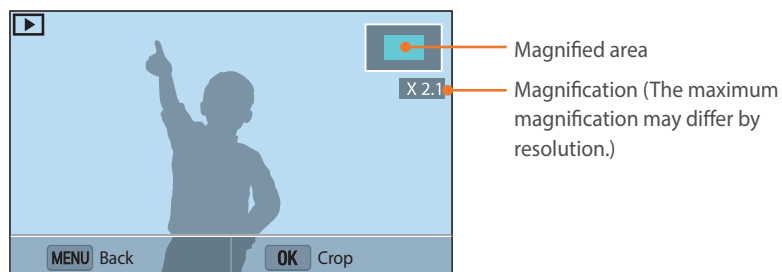 Magnified area
X 2.1
Magnification (The maximum
magnification may differ by
resolution.)
MENU Back
OK Crop